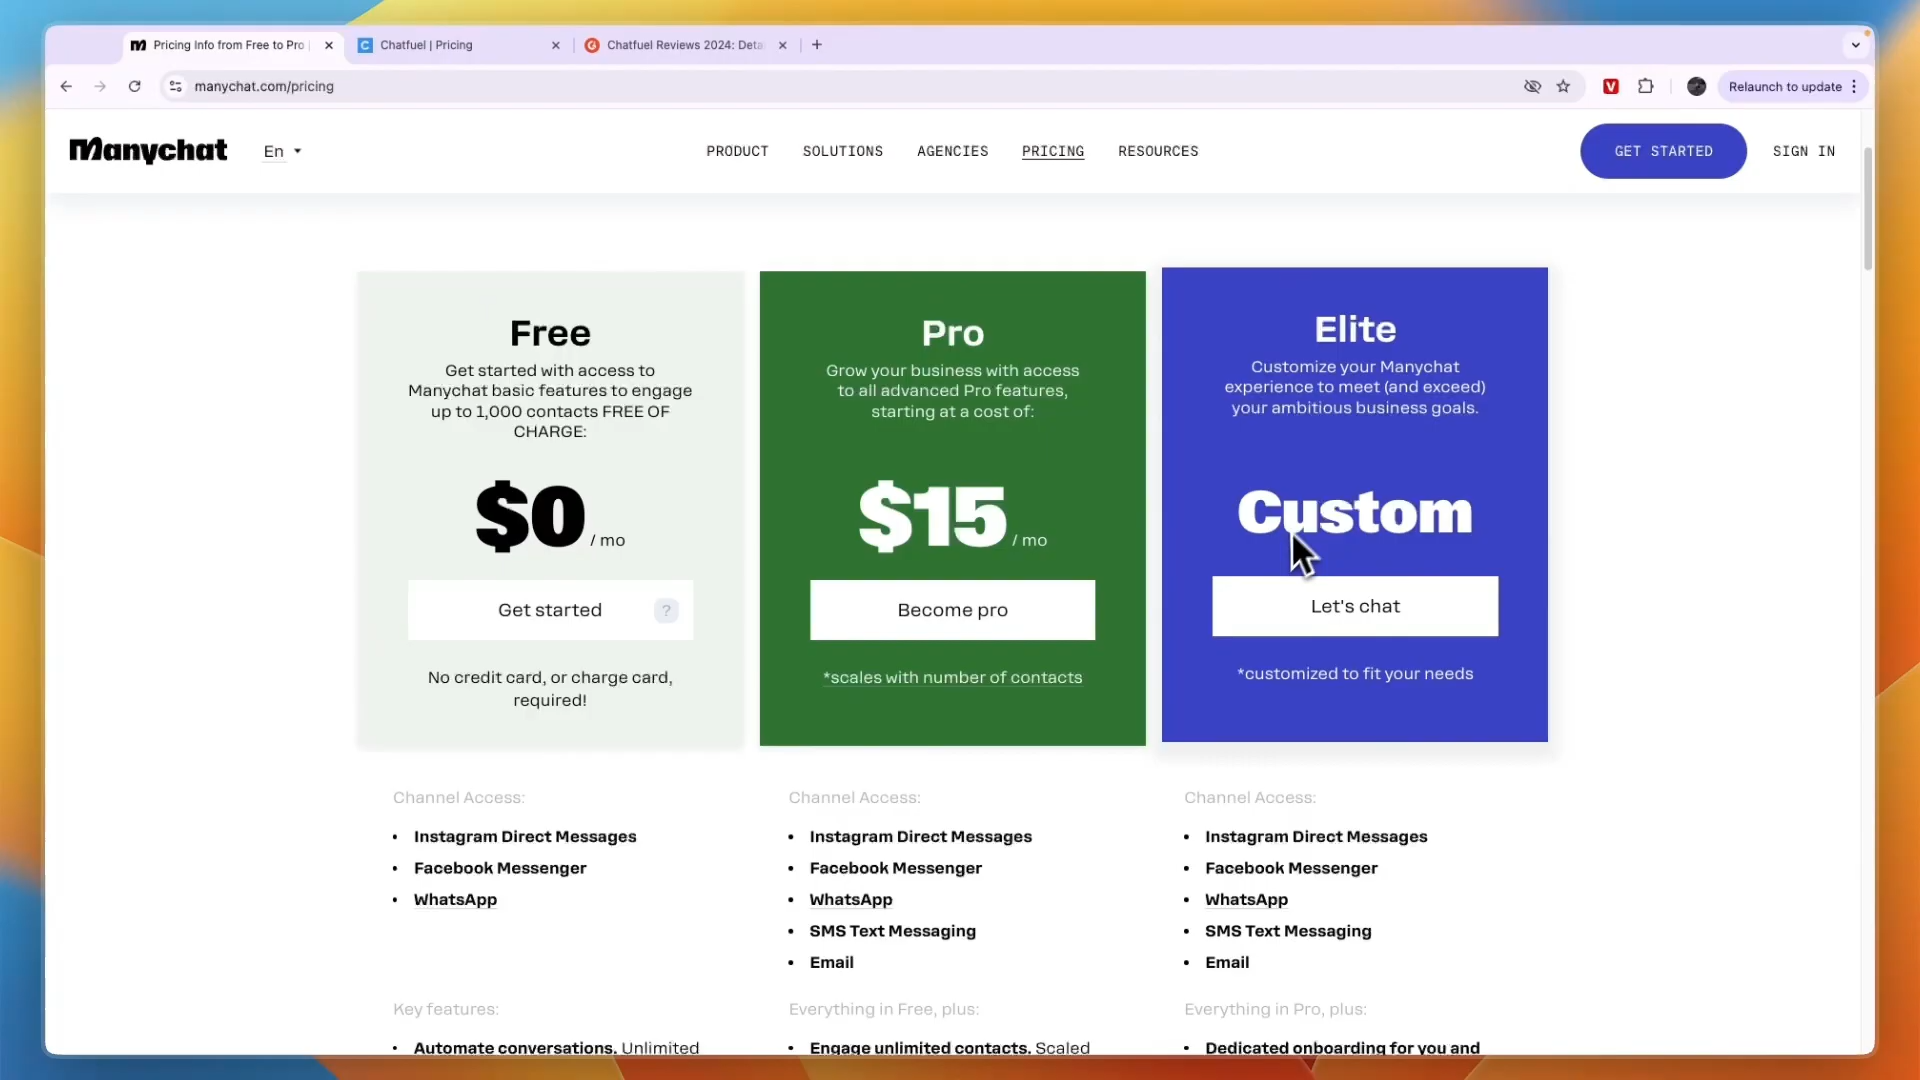 Pricing Info from Free to Pro
Chatfuel | Pricing
Chatfuel Reviews 2024: Deta
manychat.com/pricing
Relaunch to update
Manychat
En
PRODUCT
SOLUTIONS
AGENCIES
PRICING
RESOURCES
GET STARTED
SIGN IN
Free
Get started with access to
Manychat basic features to engage
up to 1,000 contacts FREE OF
CHARGE:
$0 / mo
Get started
?
No credit card, or charge card,
required!
Pro
Grow your business with access
to all advanced Pro features,
starting at a cost of:
$15 / mo
Become pro
*scales with number of contacts
Elite
Customize your Manychat
experience to meet (and exceed)
your ambitious business goals.
Custom
Let's chat
*customized to fit your needs
Channel Access:
• Instagram Direct Messages
• Facebook Messenger
• WhatsApp
Key features:
• Automate conversations. Unlimited
Channel Access:
• Instagram Direct Messages
• Facebook Messenger
• WhatsApp
• SMS Text Messaging
• Email
Everything in Free, plus:
• Engage unlimited contacts. Scaled
Channel Access:
• Instagram Direct Messages
• Facebook Messenger
• WhatsApp
• SMS Text Messaging
• Email
Everything in Pro, plus:
• Dedicated onboarding for you and